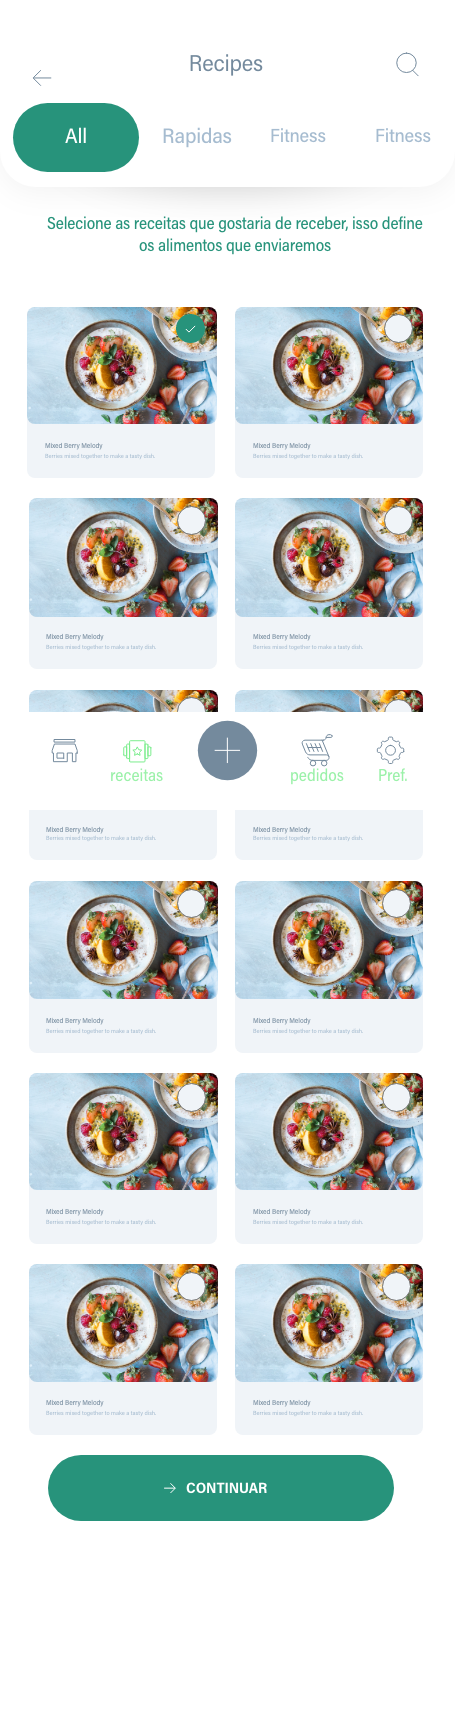 Recipes
All
Rapidas
Fitness
Fitness
Selecione as receitas que gostaria de receber, isso define
os alimentos que enviaremos
Mixed Berry Melody
Berries mixed together to make a tasty dish.
Mixed Berry Melody
Berries mixed together to make a tasty dish.
Mixed Berry Melody
Berries mixed together to make a tasty dish.
Mixed Berry Melody
Berries mixed together to make a tasty dish.
receitas
pedidos
Pref.
Mixed Berry Melody
Berries mixed together to make a tasty dish.
Mixed Berry Melody
Berries mixed together to make a tasty dish.
Mixed Berry Melody
Berries mixed together to make a tasty dish.
Mixed Berry Melody
Berries mixed together to make a tasty dish.
Mixed Berry Melody
Berries mixed together to make a tasty dish.
Mixed Berry Melody
Berries mixed together to make a tasty dish.
Mixed Berry Melody
Berries mixed together to make a tasty dish.
Mixed Berry Melody
Berries mixed together to make a tasty dish.
CONTINUAR